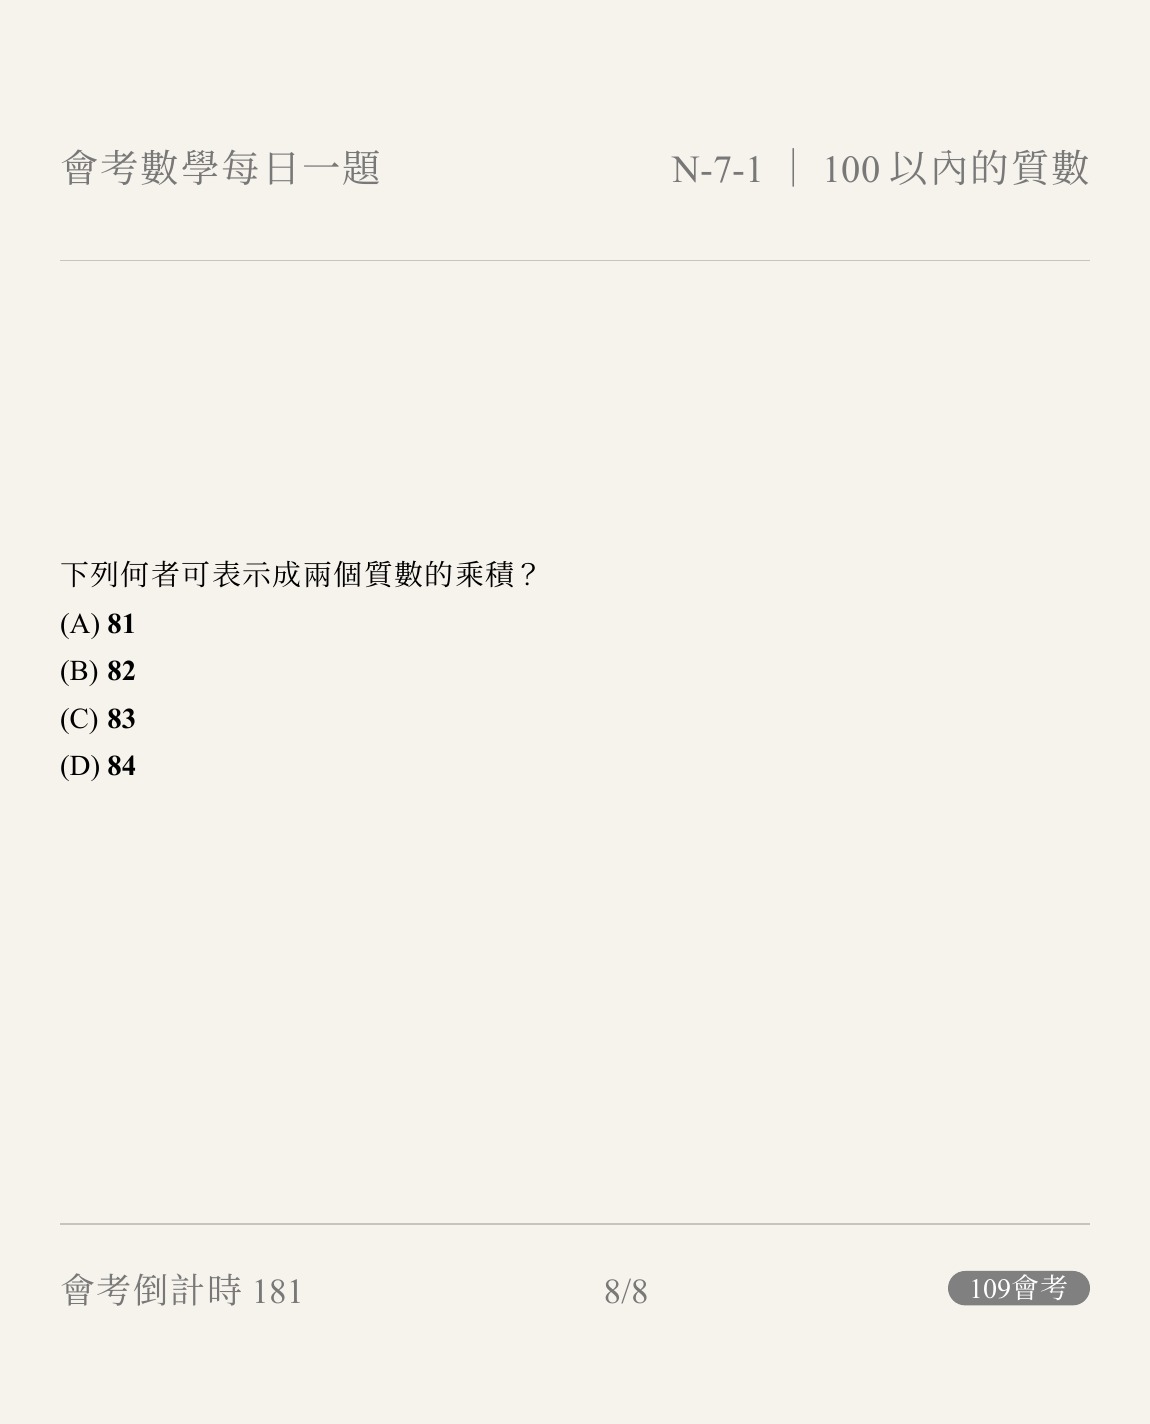 會考數學每日一題
N-7-1 ｜ 100 以內的質數
下列何者可表示成兩個質數的乘積？
(A) 81
(B) 82
(C) 83
(D) 84
會考倒計時 181
8/8
109會考